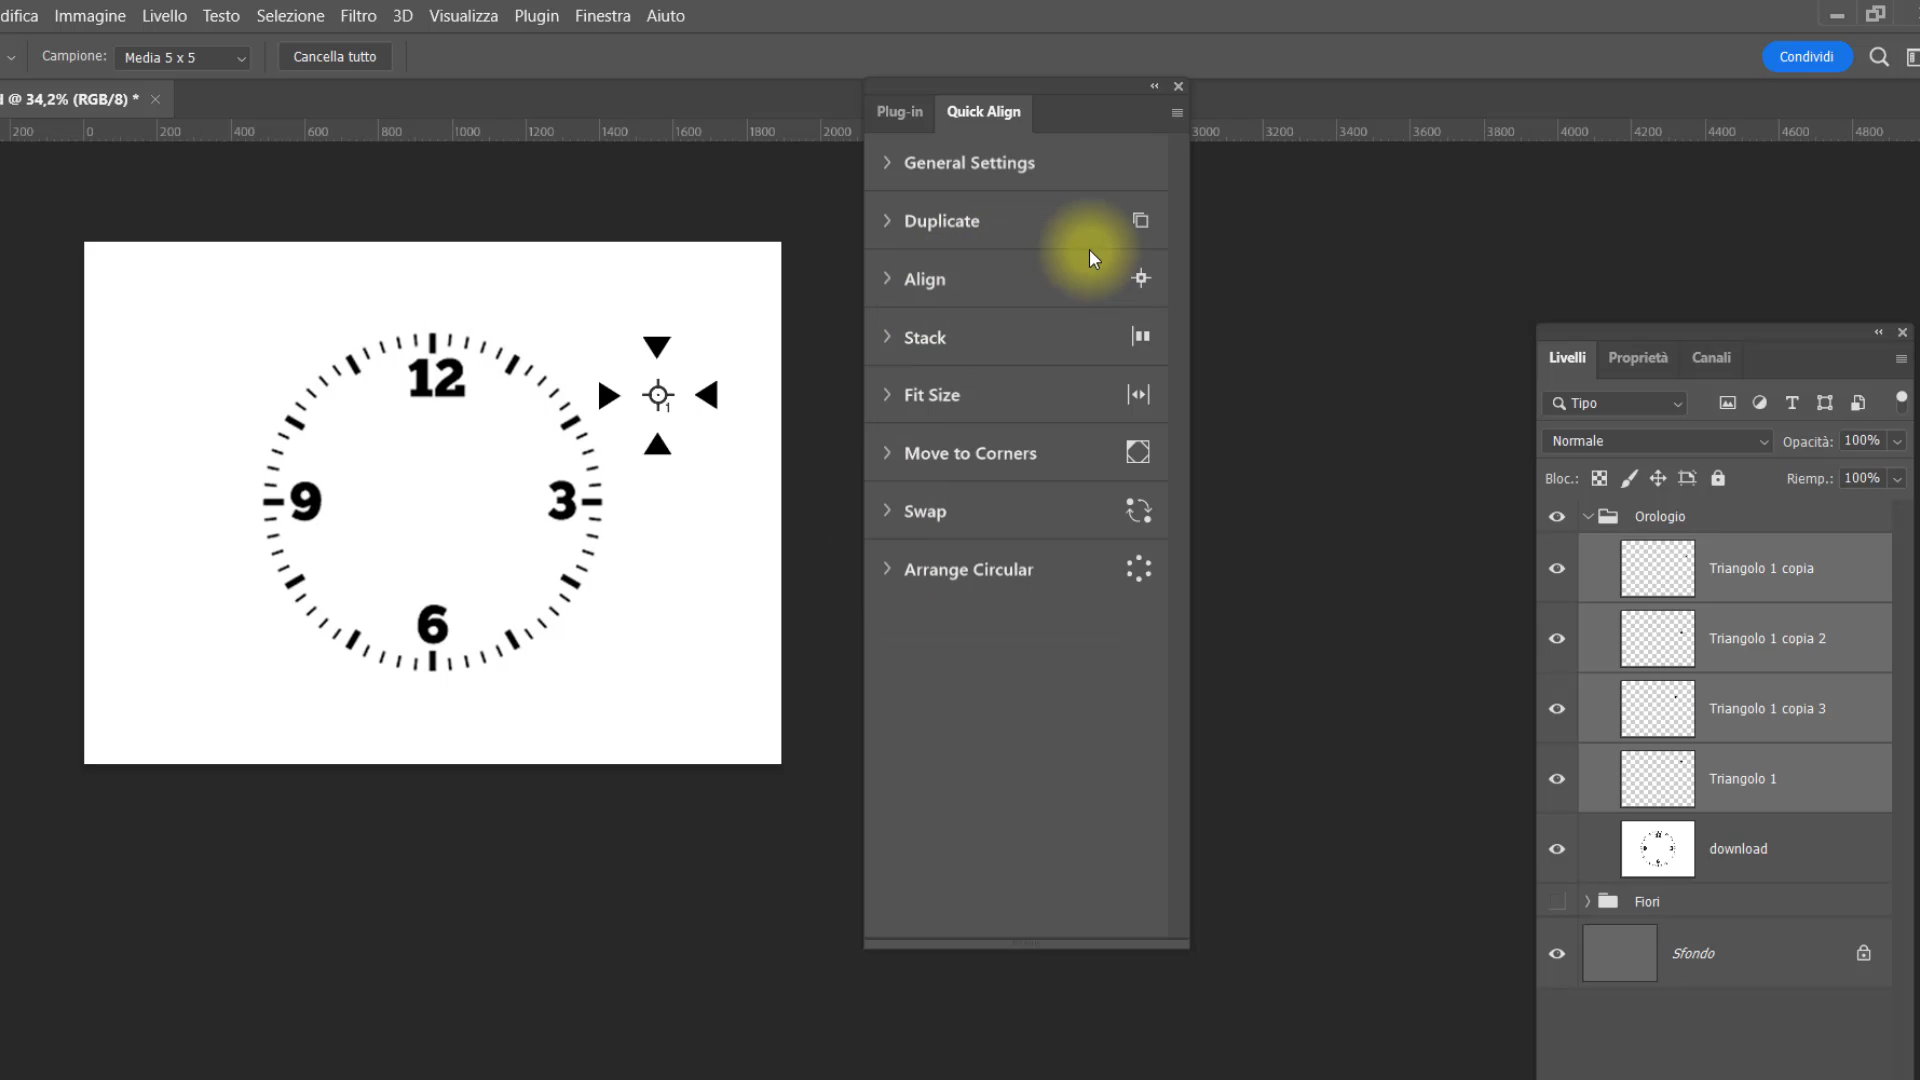 difica Immagine Livello Testo Selezione Filtro 3D Visualizza Plugin Finestra Aiuto
Campione: Media 5 x 5 Cancella tutto Condividi
d @ 34,2% (RGB/8) *
200 0 200 400 600 800 1000 1200 1400 1600 1800 2000 3000 3200 3400 3600 3800 4000 4200 4400 4600 4800
Plug-in Quick Align
General Settings
Duplicate
Align
Stack
Fit Size
Move to Corners
Swap
Arrange Circular
12
9 3
6
1
Livelli Proprietà Canali
Tipo
Normale Opacità: 100%
Bloc.: Riemp.: 100%
Orologio
Triangolo 1 copia
Triangolo 1 copia 2
Triangolo 1 copia 3
Triangolo 1
download
Fiori
Sfondo